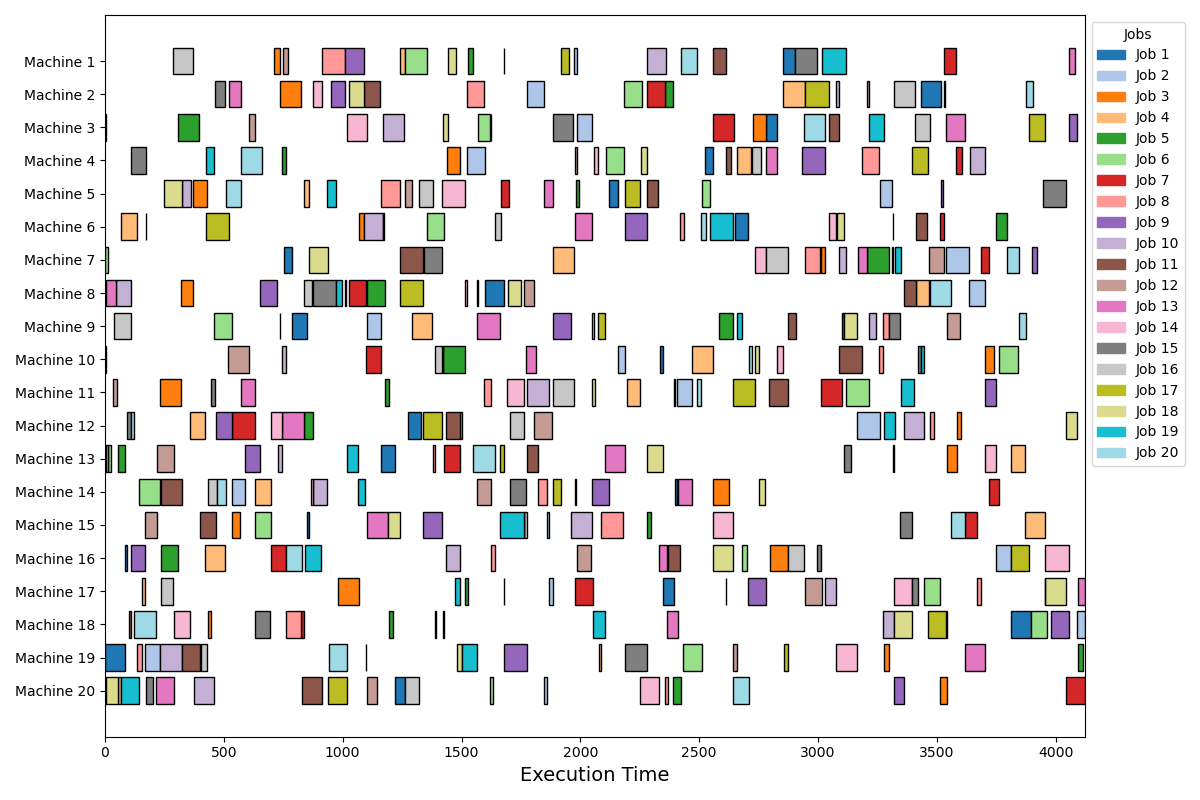 Machine 1
Machine 2
Machine 3
Machine 4
Machine 5
Machine 6
Machine 7
Machine 8
Machine 9
Machine 10
Machine 11
Machine 12
Machine 13
Machine 14
Machine 15
Machine 16
Machine 17
Machine 18
Machine 19
Machine 20
0 500 1000 1500 2000 2500 3000 3500 4000
Execution Time
Jobs
Job 1
Job 2
Job 3
Job 4
Job 5
Job 6
Job 7
Job 8
Job 9
Job 10
Job 11
Job 12
Job 13
Job 14
Job 15
Job 16
Job 17
Job 18
Job 19
Job 20